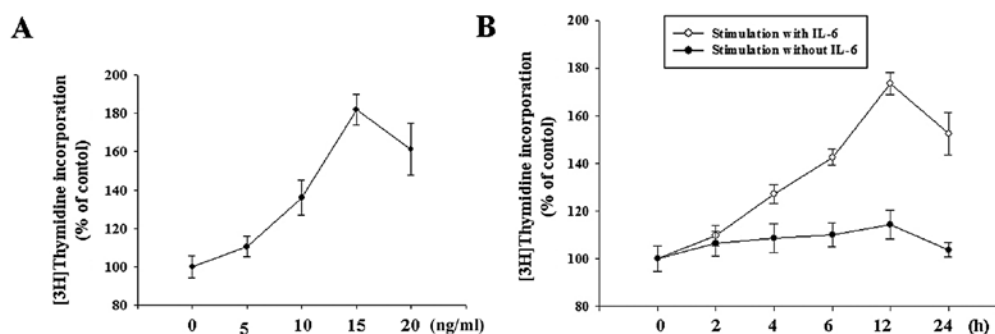 A
[3H]Thymidine incorporation
(% of contol)
200
180
160
140
120
100
80
0 5 10 15 20 (ng/ml)
B
Stimulation with IL-6
Stimulation without IL-6
[3H]Thymidine incorporation
(% of contol)
200
180
160
140
120
100
80
0 2 4 6 12 24 (h)